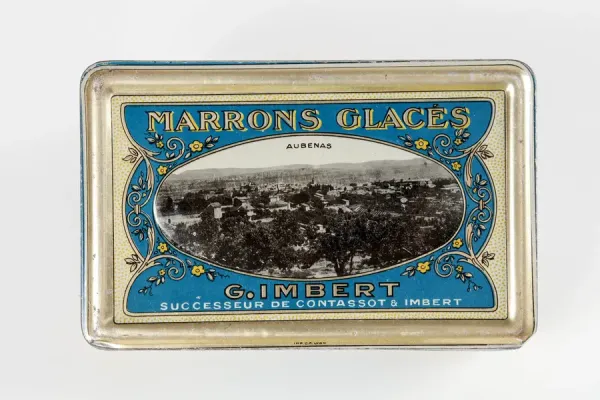 MARRONS GLACÉS
AUBENAS
G. IMBERT
SUCCESSEUR DE CONTASSOT & IMBERT